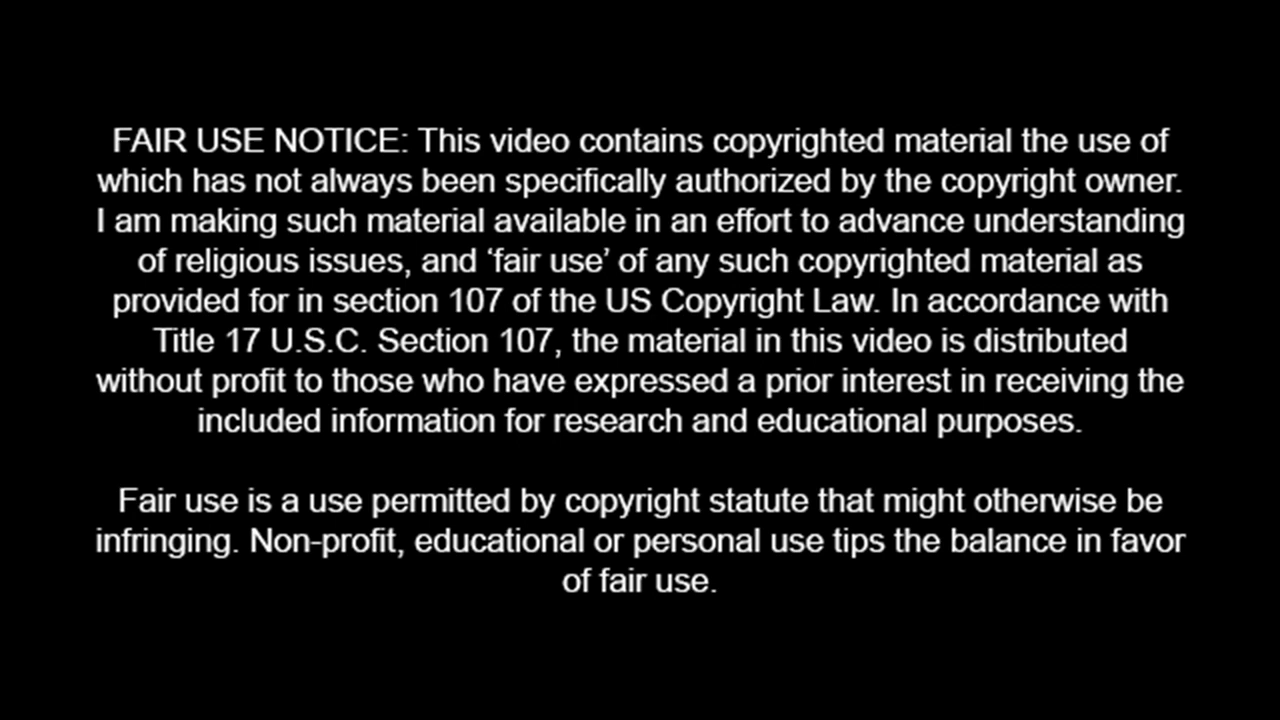 FAIR USE NOTICE: This video contains copyrighted material the use of
which has not always been specifically authorized by the copyright owner.
I am making such material available in an effort to advance understanding
of religious issues, and ‘fair use’ of any such copyrighted material as
provided for in section 107 of the US Copyright Law. In accordance with
Title 17 U.S.C. Section 107, the material in this video is distributed
without profit to those who have expressed a prior interest in receiving the
included information for research and educational purposes.
Fair use is a use permitted by copyright statute that might otherwise be
infringing. Non-profit, educational or personal use tips the balance in favor
of fair use.